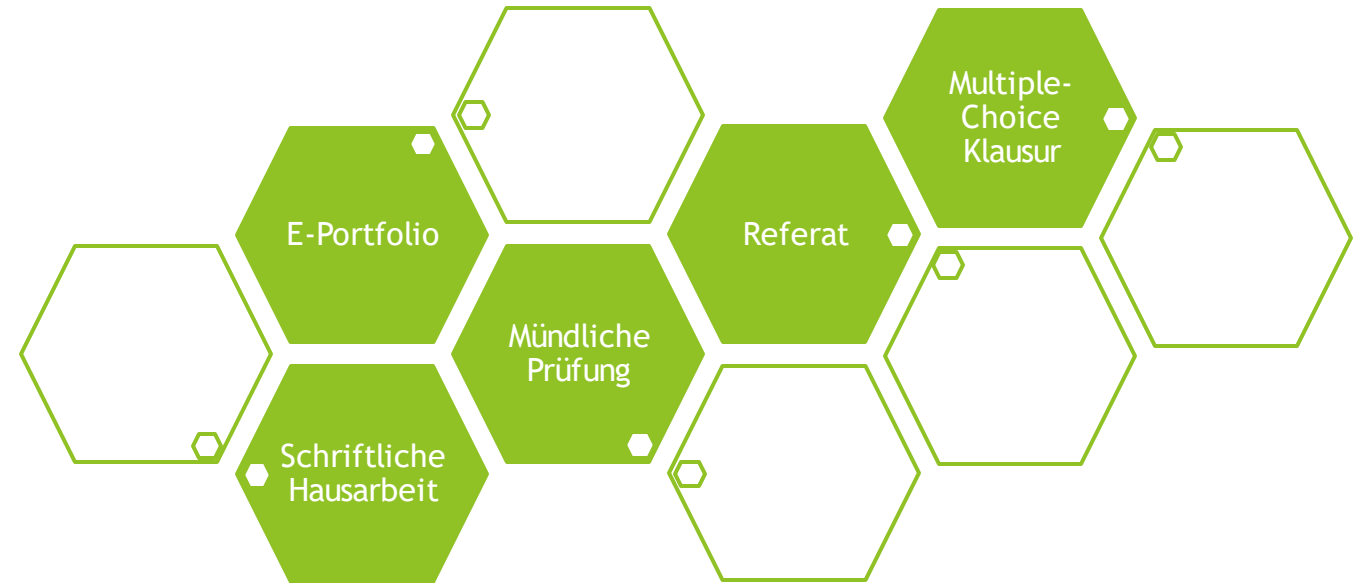 Multiple-
Choice
Klausur
E-Portfolio
Referat
Mündliche
Prüfung
Schriftliche
Hausarbeit